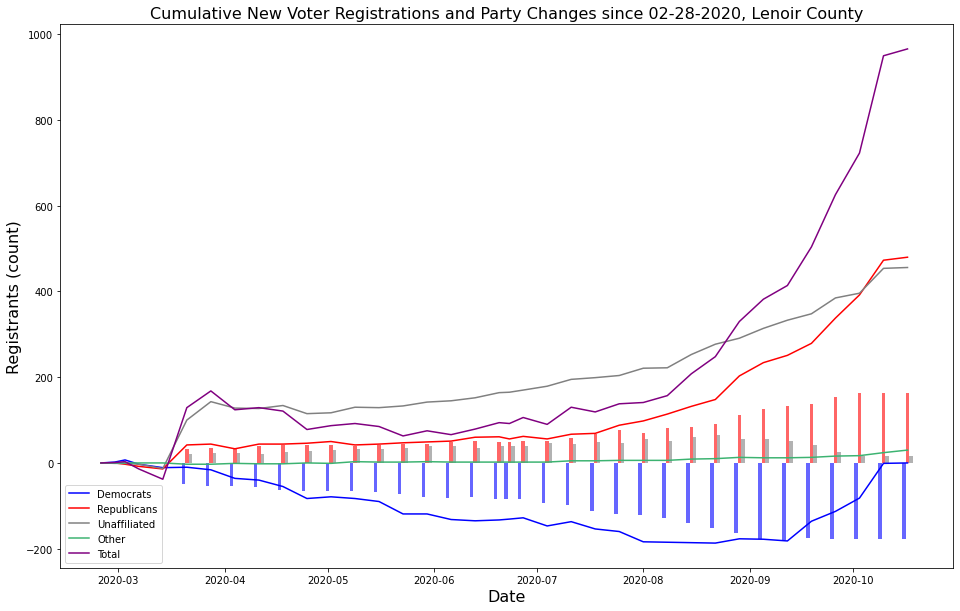 Cumulative New Voter Registrations and Party Changes since 02-28-2020, Lenoir County
Registrants (count)
1000
800
600
400
200
0
−200
Democrats
Republicans
Unaffiliated
Other
Total
2020-03 2020-04 2020-05 2020-06 2020-07 2020-08 2020-09 2020-10
Date